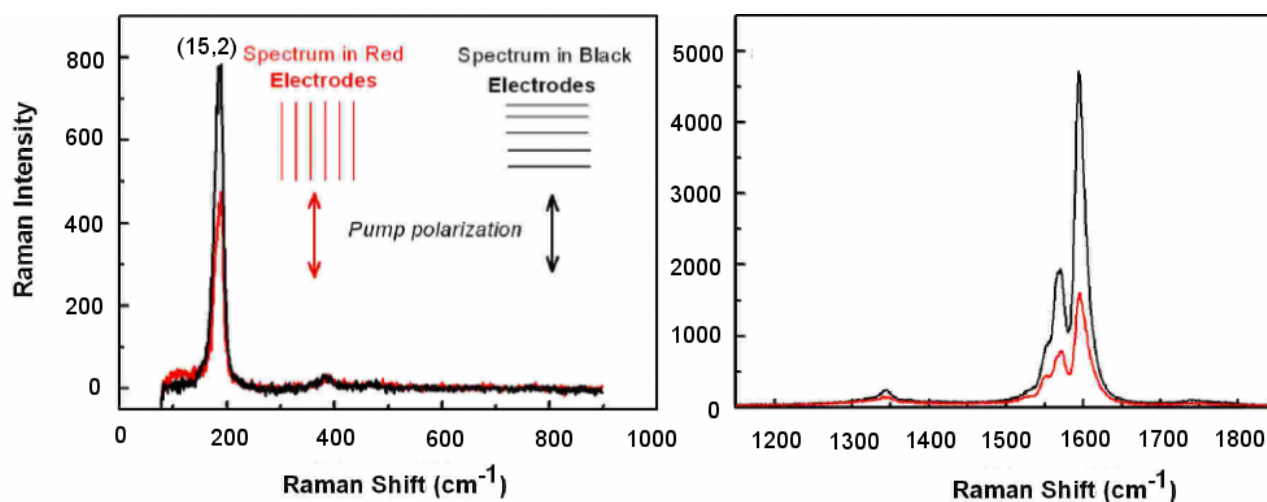 (15,2)
Spectrum in Red
Electrodes
Spectrum in Black
Electrodes
Pump polarization
Raman Intensity
800
600
400
200
0
0 200 400 600 800 1000
Raman Shift (cm-1)
5000
4000
3000
2000
1000
0
1200 1300 1400 1500 1600 1700 1800
Raman Shift (cm-1)